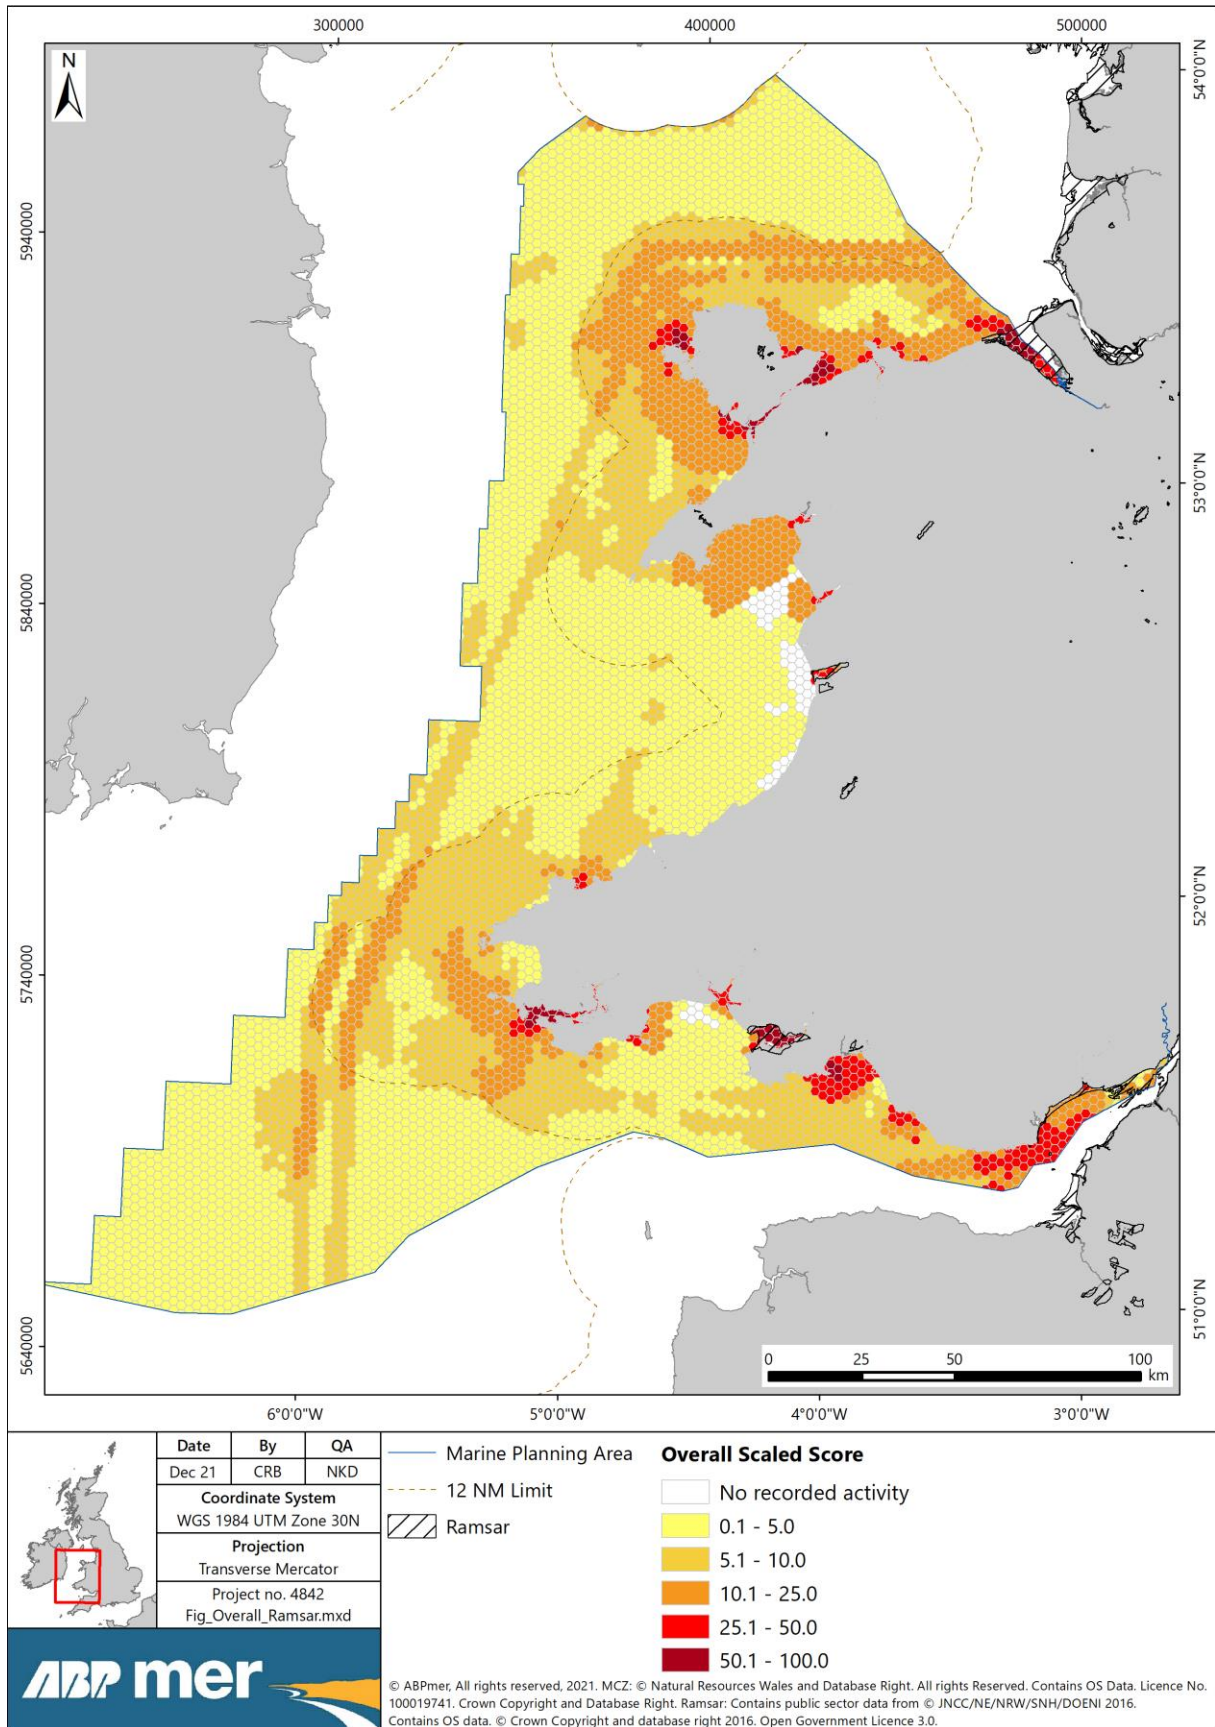 300000 400000 500000
N
54°0'0"N
5940000
53°0'0"N
5840000
52°0'0"N
5740000
51°0'0"N
5640000
0 25 50 100
km
6°0'0"W 5°0'0"W 4°0'0"W 3°0'0"W
Date By QA
Dec 21 CRB NKD
Coordinate System
WGS 1984 UTM Zone 30N
Projection
Transverse Mercator
Project no. 4842
Fig_Overall_Ramsar.mxd
ABPmer
Marine Planning Area
12 NM Limit
Ramsar
Overall Scaled Score
No recorded activity
0.1 - 5.0
5.1 - 10.0
10.1 - 25.0
25.1 - 50.0
50.1 - 100.0
© ABPmer, All rights reserved, 2021. MCZ: © Natural Resources Wales and Database Right. All rights Reserved. Contains OS Data. Licence No.
100019741. Crown Copyright and Database Right. Ramsar: Contains public sector data from © JNCC/NE/NRW/SNH/DOENI 2016.
Contains OS data. © Crown Copyright and database right 2016. Open Government Licence 3.0.